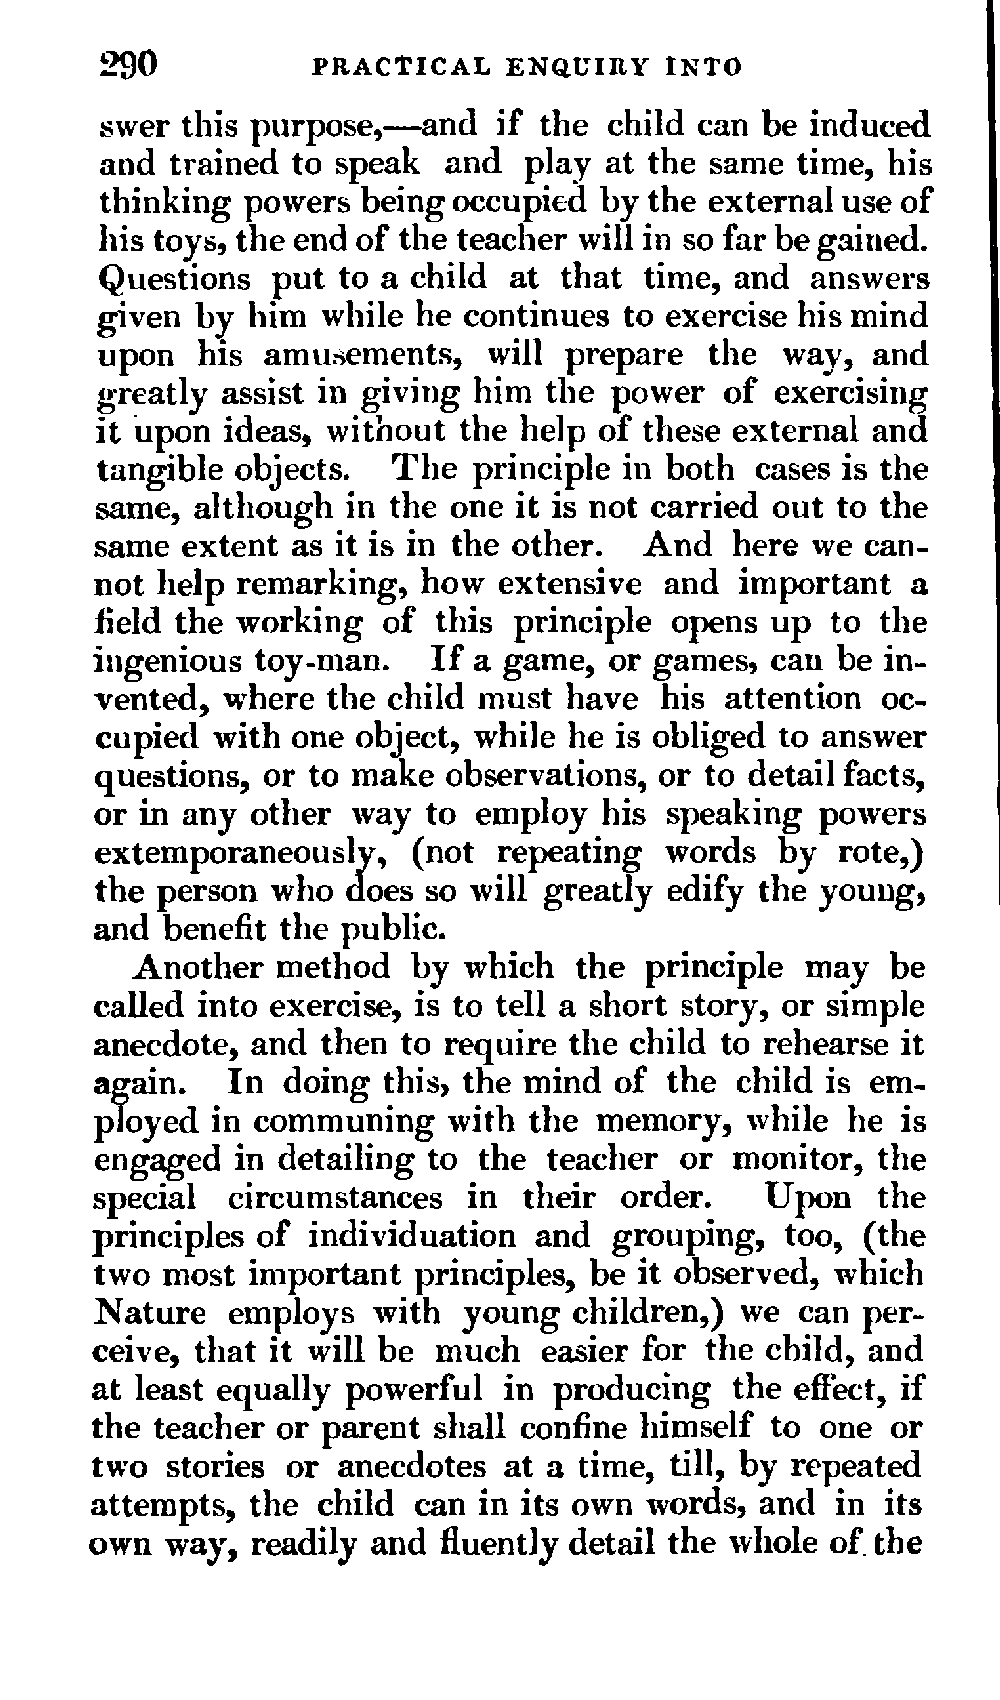 290 PRACTICAL ENQUIRY INTO
swer this purpose,—and if the child can be induced
and trained to speak and play at the same time, his
thinking powers being occupied by the external use of
his toys, the end of the teacher will in so far be gained.
Questions put to a child at that time, and answers
given by him while he continues to exercise his mind
upon his amusements, will prepare the way, and
greatly assist in giving him the power of exercising
it upon ideas, without the help of these external and
tangible objects. The principle in both cases is the
same, although in the one it is not carried out to the
same extent as it is in the other. And here we can-
not help remarking, how extensive and important a
field the working of this principle opens up to the
ingenious toy-man. If a game, or games, can be in-
vented, where the child must have his attention oc-
cupied with one object, while he is obliged to answer
questions, or to make observations, or to detail facts,
or in any other way to employ his speaking powers
extemporaneously, (not repeating words by rote,)
the person who does so will greatly edify the young,
and benefit the public.
Another method by which the principle may be
called into exercise, is to tell a short story, or simple
anecdote, and then to require the child to rehearse it
again. In doing this, the mind of the child is em-
ployed in communing with the memory, while he is
engaged in detailing to the teacher or monitor, the
special circumstances in their order. Upon the
principles of individuation and grouping, too, (the
two most important principles, be it observed, which
Nature employs with young children,) we can per-
ceive, that it will be much easier for the child, and
at least equally powerful in producing the effect, if
the teacher or parent shall confine himself to one or
two stories or anecdotes at a time, till, by repeated
attempts, the child can in its own words, and in its
own way, readily and fluently detail the whole of the